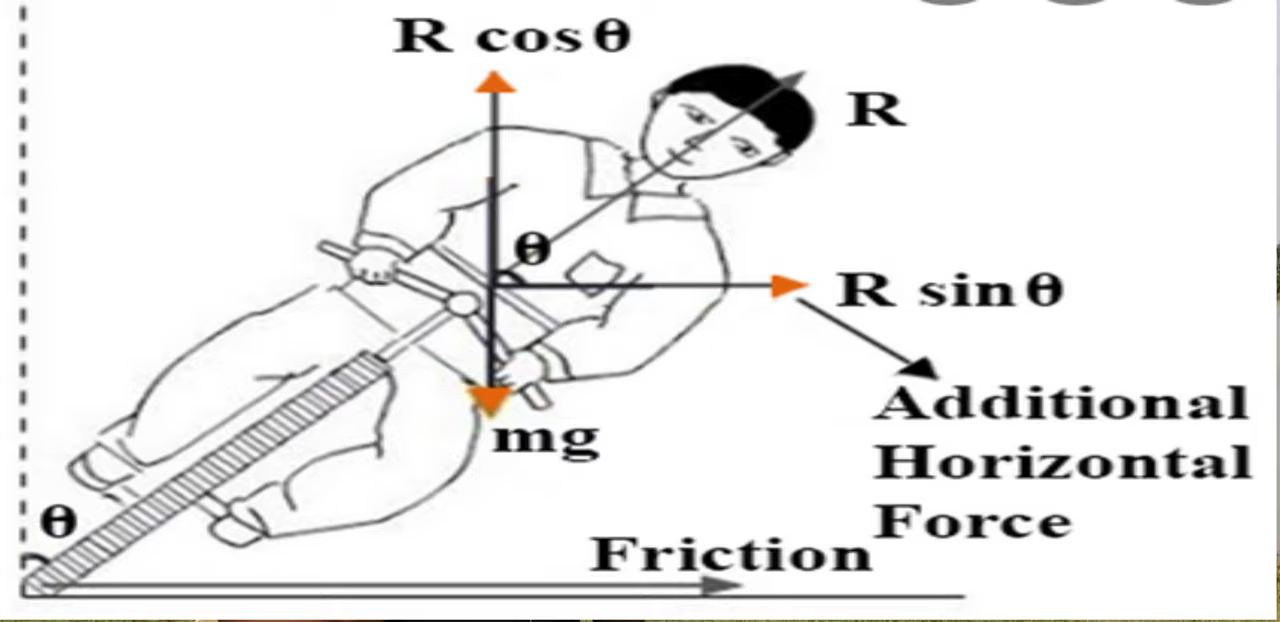 R cosθ
R
θ
R sinθ
mg
Additional
Horizontal
Force
θ
Friction